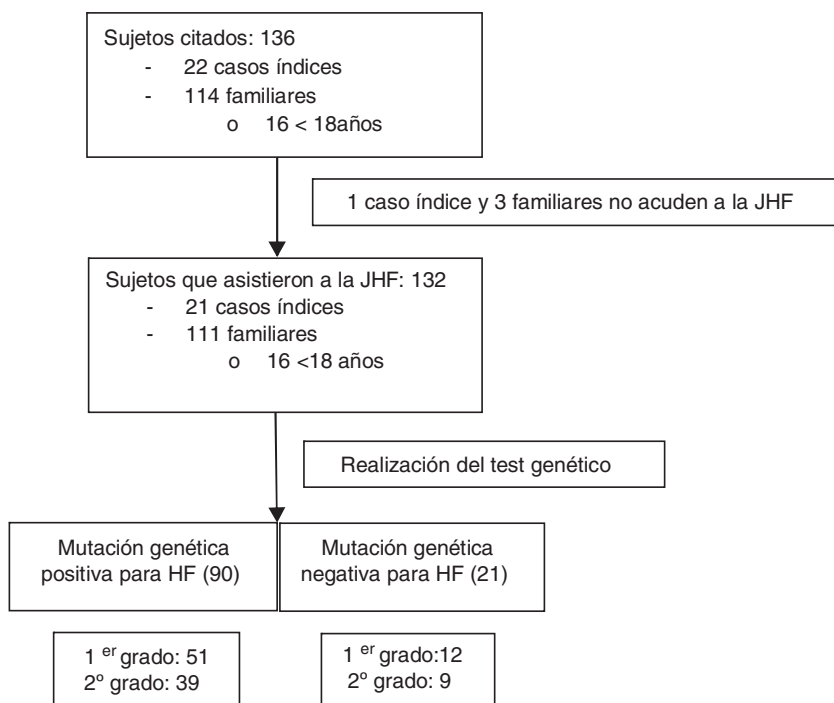 Sujetos citados: 136
- 22 casos índices
- 114 familiares
o 16 < 18años
1 caso índice y 3 familiares no acuden a la JHF
Sujetos que asistieron a la JHF: 132
- 21 casos índices
- 111 familiares
o 16 <18 años
Realización del test genético
Mutación genética
positiva para HF (90)
Mutación genética
negativa para HF (21)
1 er grado: 51
2º grado: 39
1 er grado:12
2º grado: 9